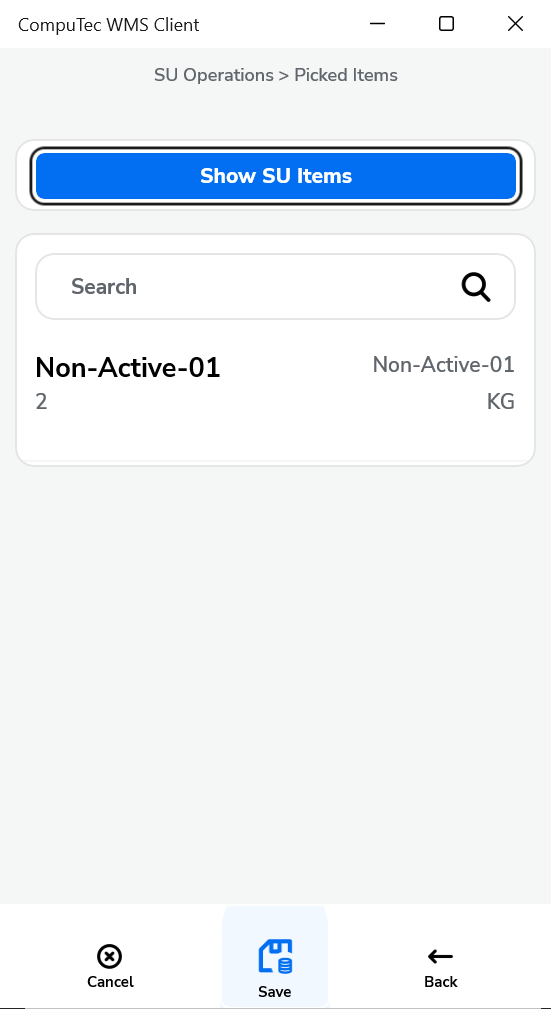 CompuTec WMS Client
SU Operations > Picked Items
Show SU Items
Search
Non-Active-01 Non-Active-01
2 KG
Cancel Save Back